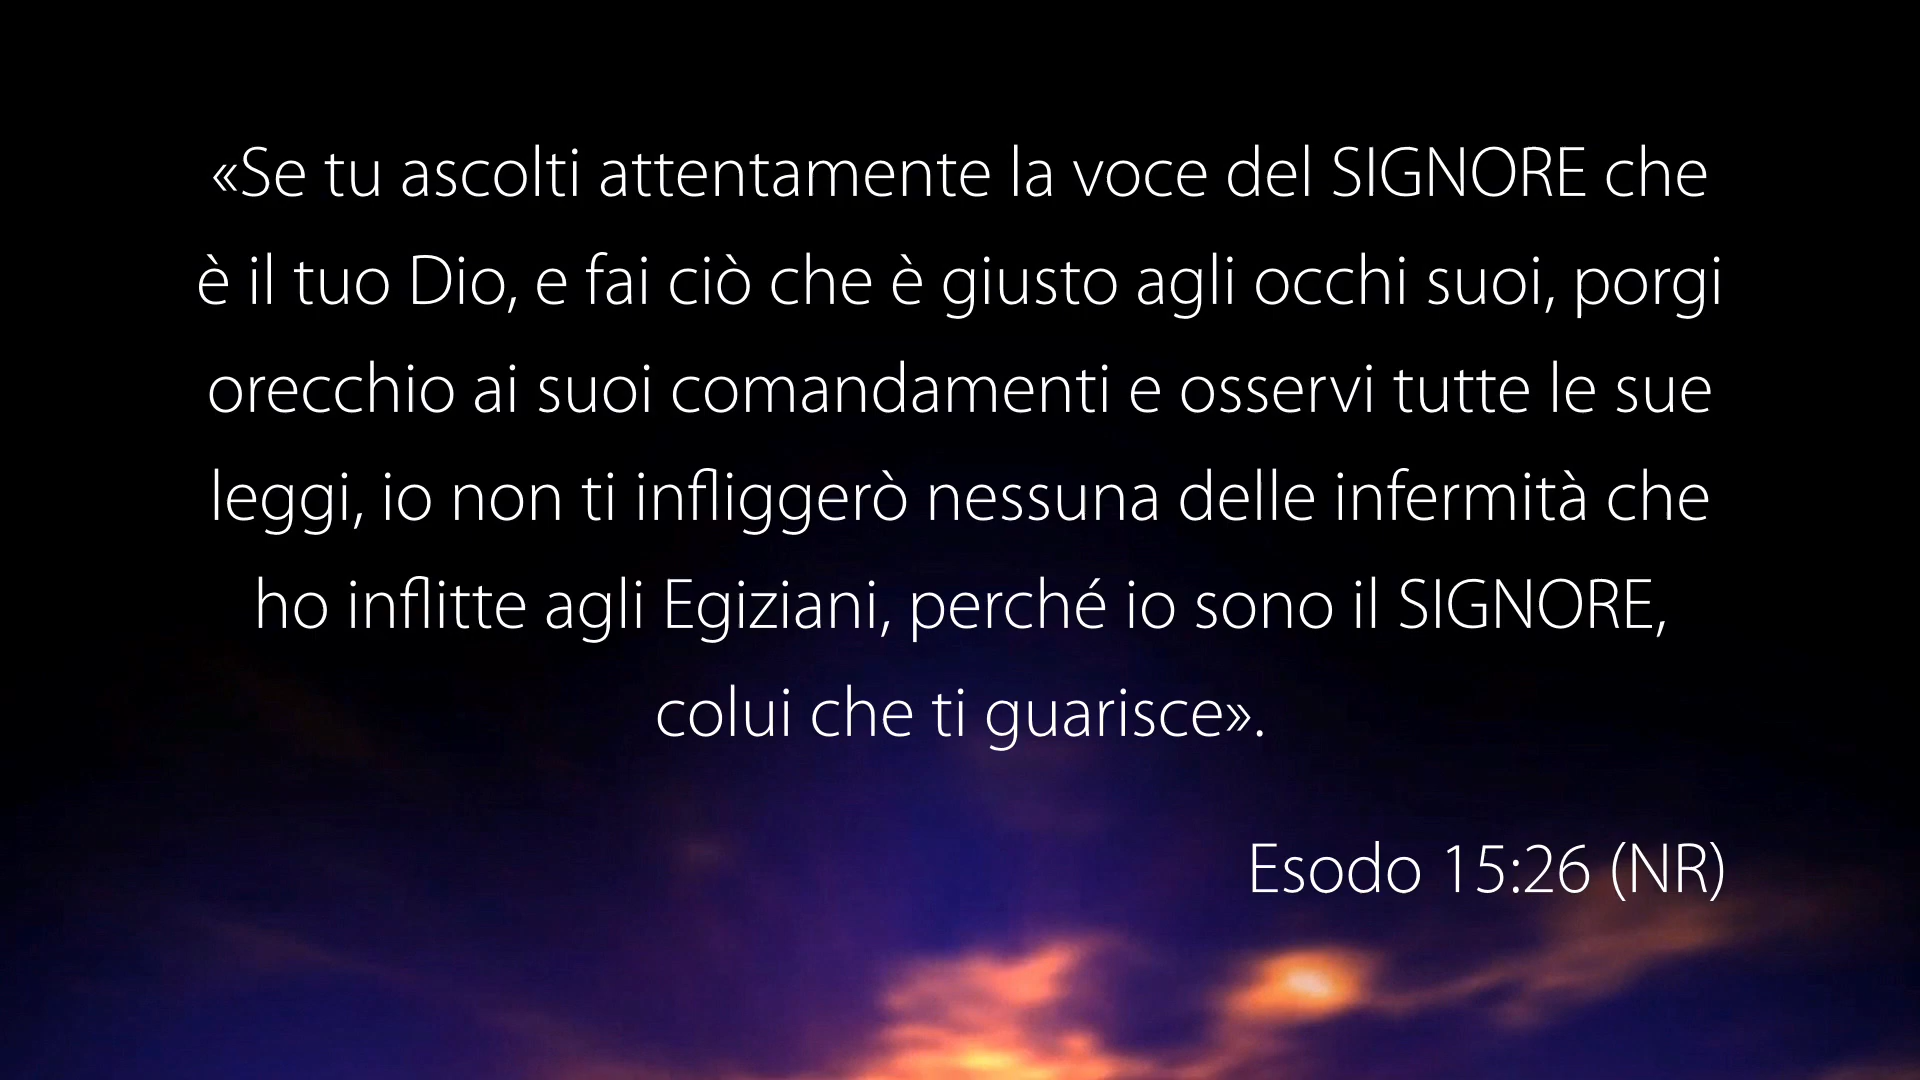 «Se tu ascolti attentamente la voce del SIGNORE che
è il tuo Dio, e fai ciò che è giusto agli occhi suoi, porgi
orecchio ai suoi comandamenti e osservi tutte le sue
leggi, io non ti infliggerò nessuna delle infermità che
ho inflitte agli Egiziani, perché io sono il SIGNORE,
colui che ti guarisce».
Esodo 15:26 (NR)